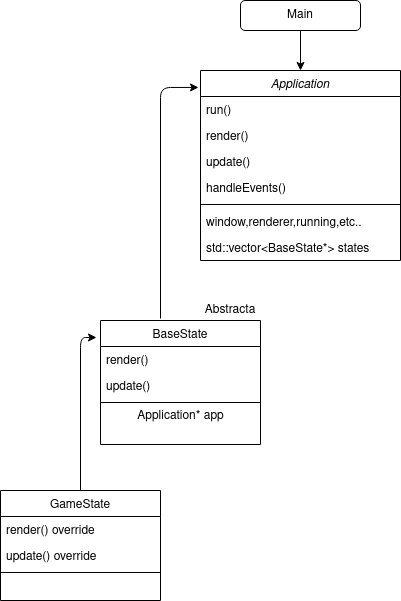 Main
Application
run()
render()
update()
handleEvents()
window,renderer,running,etc..
std::vector<BaseState*> states
Abstracta
BaseState
render()
update()
Application* app
GameState
render() override
update() override